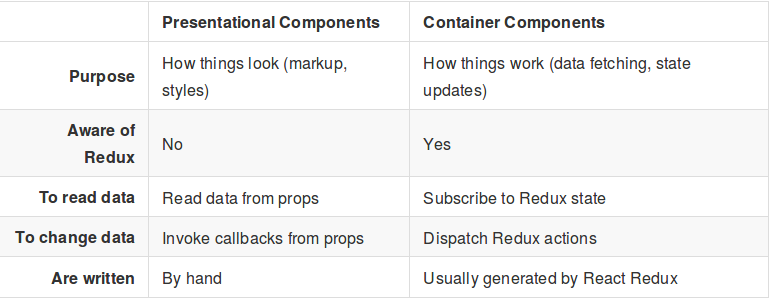 Presentational Components Container Components
Purpose How things look (markup, styles) How things work (data fetching, state updates)
Aware of Redux No Yes
To read data Read data from props Subscribe to Redux state
To change data Invoke callbacks from props Dispatch Redux actions
Are written By hand Usually generated by React Redux